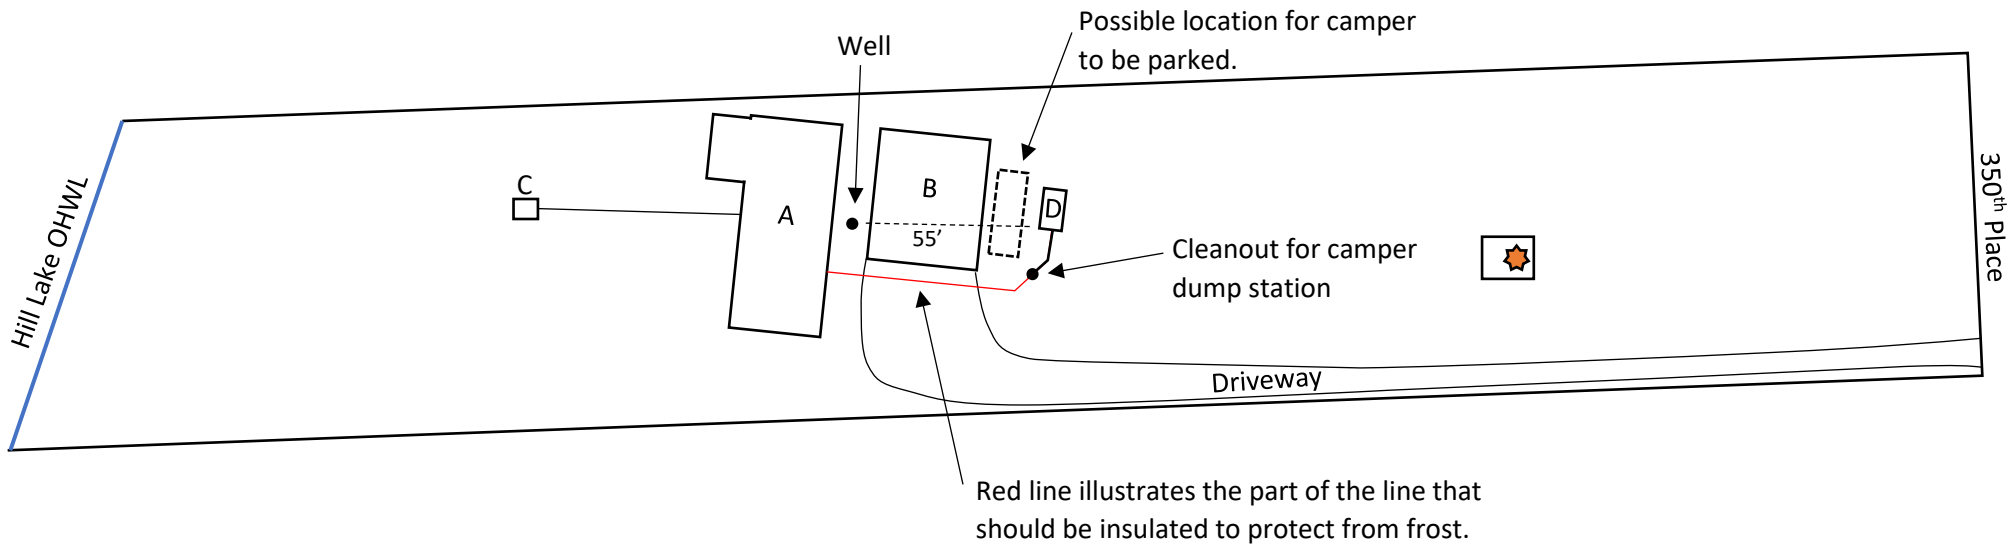 Possible location for camper
to be parked.
Well
C
A
B
55’
D
Hill Lake OHWL
350th Place
Cleanout for camper
dump station
Driveway
Red line illustrates the part of the line that
should be insulated to protect from frost.